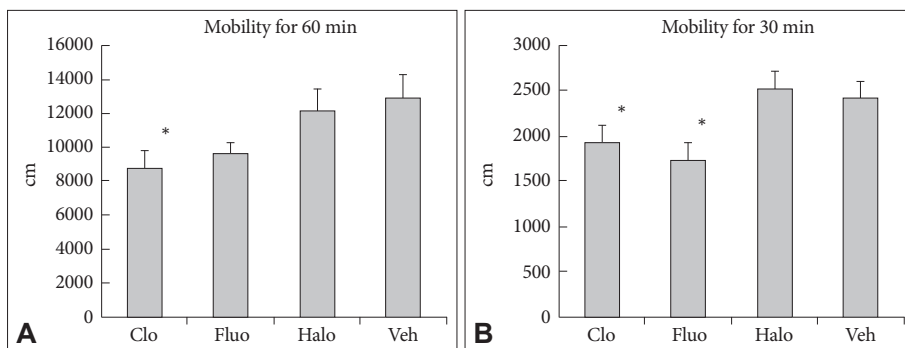 Mobility for 60 min
16000
14000
12000
10000
8000
6000
4000
2000
0
cm
*
Clo Fluo Halo Veh
A
Mobility for 30 min
3000
2500
2000
1500
1000
500
0
cm
* *
Clo Fluo Halo Veh
B